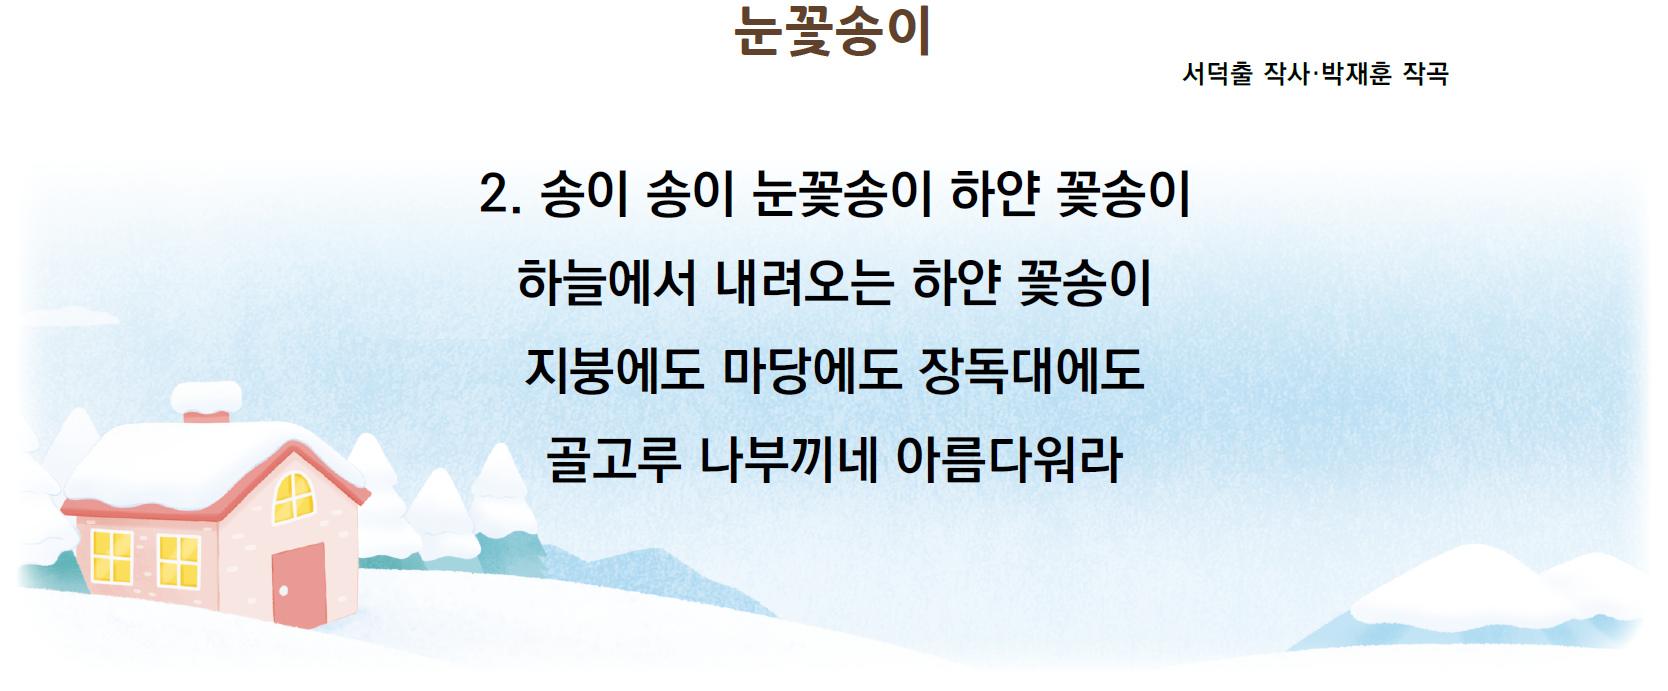 눈꽃송이
서덕출 작사·박재훈 작곡
2. 송이 송이 눈꽃송이 하얀 꽃송이
하늘에서 내려오는 하얀 꽃송이
지붕에도 마당에도 장독대에도
골고루 나부끼네 아름다워라